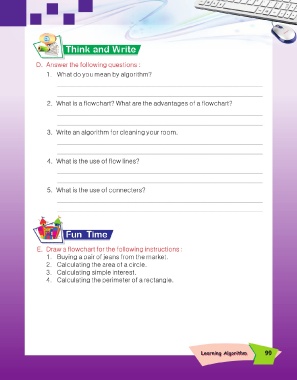 Think and Write
D. Answer the following questions :
1. What do you mean by algorithm?
2. What is a flowchart? What are the advantages of a flowchart?
3. Write an algorithm for cleaning your room.
4. What is the use of flow lines?
5. What is the use of connecters?
Fun Time
E. Draw a flowchart for the following instructions :
1. Buying a pair of jeans from the market.
2. Calculating the area of a circle.
3. Calculating simple interest.
4. Calculating the perimeter of a rectangle.
Learning Algorithm 99